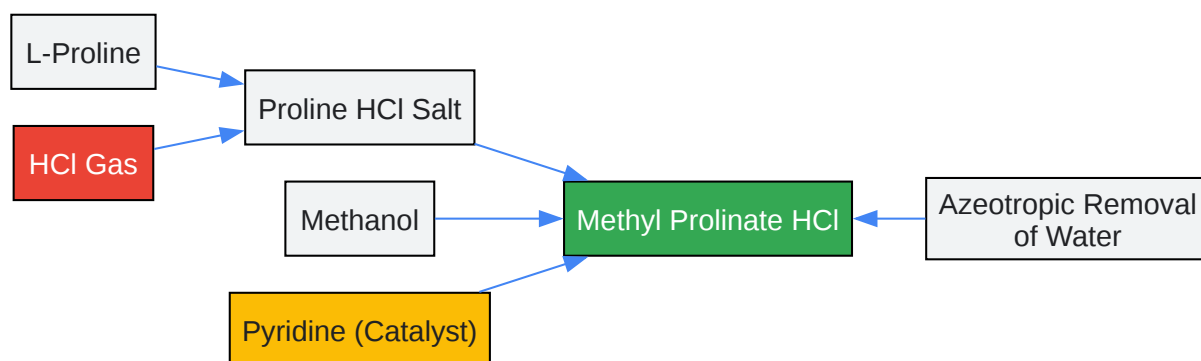 L-Proline
HCl Gas
Proline HCl Salt
Methanol
Pyridine (Catalyst)
Methyl Prolinate HCl
Azeotropic Removal
of Water